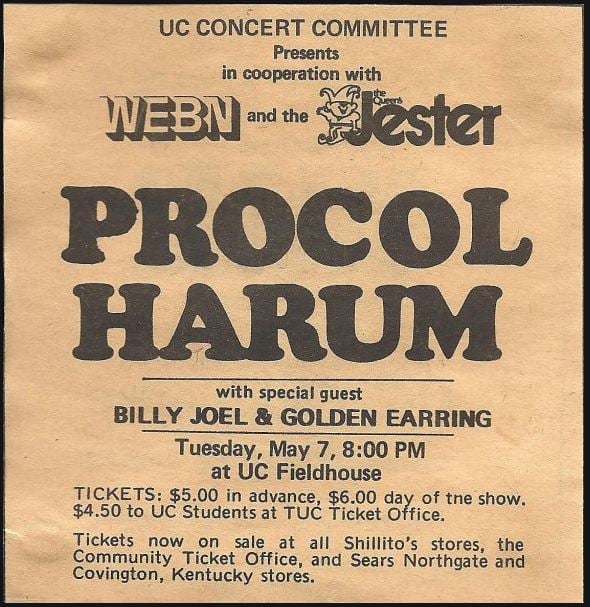 UC CONCERT COMMITTEE
Presents
in cooperation with
WEBN and the the Queen's Jester
PROCOL
HARUM
with special guest
BILLY JOEL & GOLDEN EARRING
Tuesday, May 7, 8:00 PM
at UC Fieldhouse
TICKETS: $5.00 in advance, $6.00 day of tne show.
$4.50 to UC Students at TUC Ticket Office.
Tickets now on sale at all Shillito's stores, the
Community Ticket Office, and Sears Northgate and
Covington, Kentucky stores.